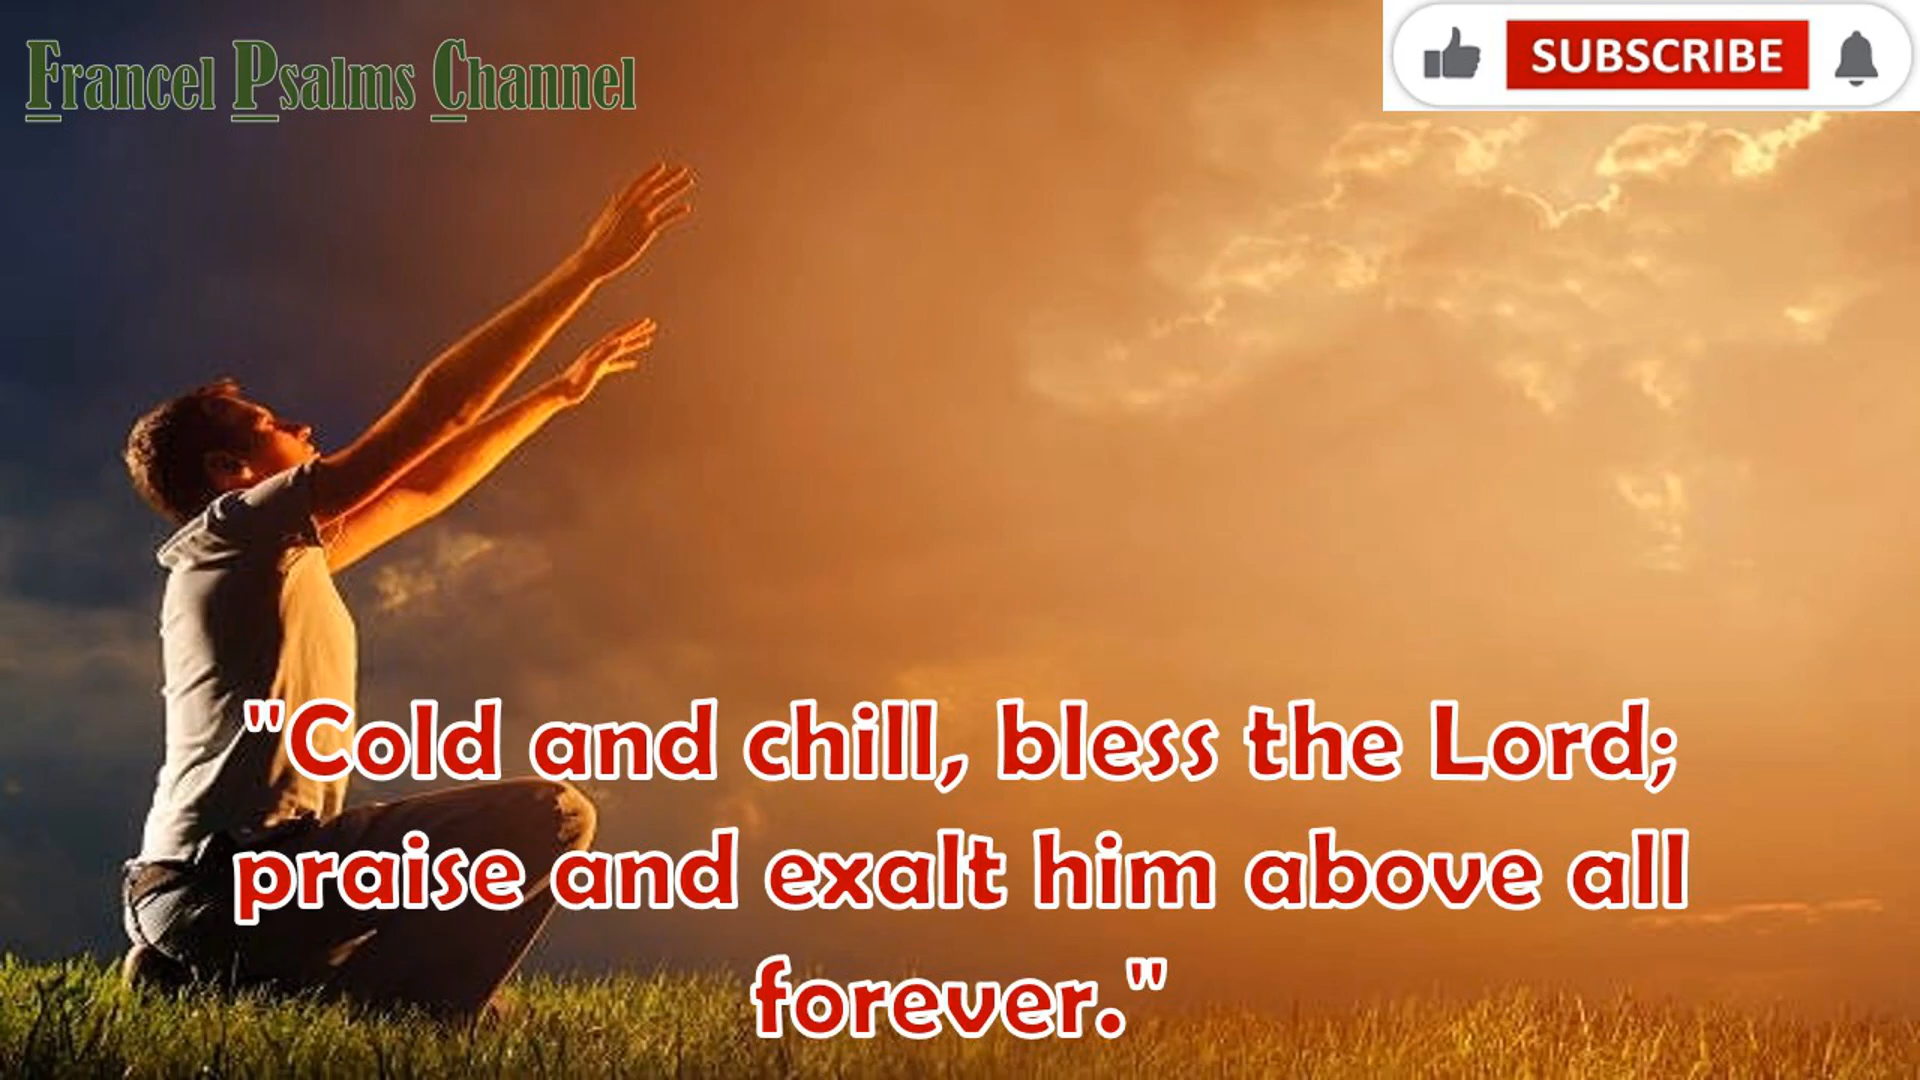 Francel Psalms Channel
SUBSCRIBE
"Cold and chill, bless the Lord;
praise and exalt him above all
forever."